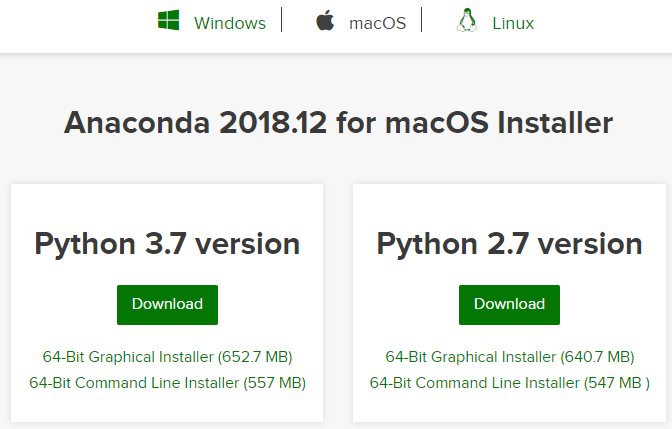 Windows macOS Linux
Anaconda 2018.12 for macOS Installer
Python 3.7 version
Download
64-Bit Graphical Installer (652.7 MB)
64-Bit Command Line Installer (557 MB)
Python 2.7 version
Download
64-Bit Graphical Installer (640.7 MB)
64-Bit Command Line Installer (547 MB )